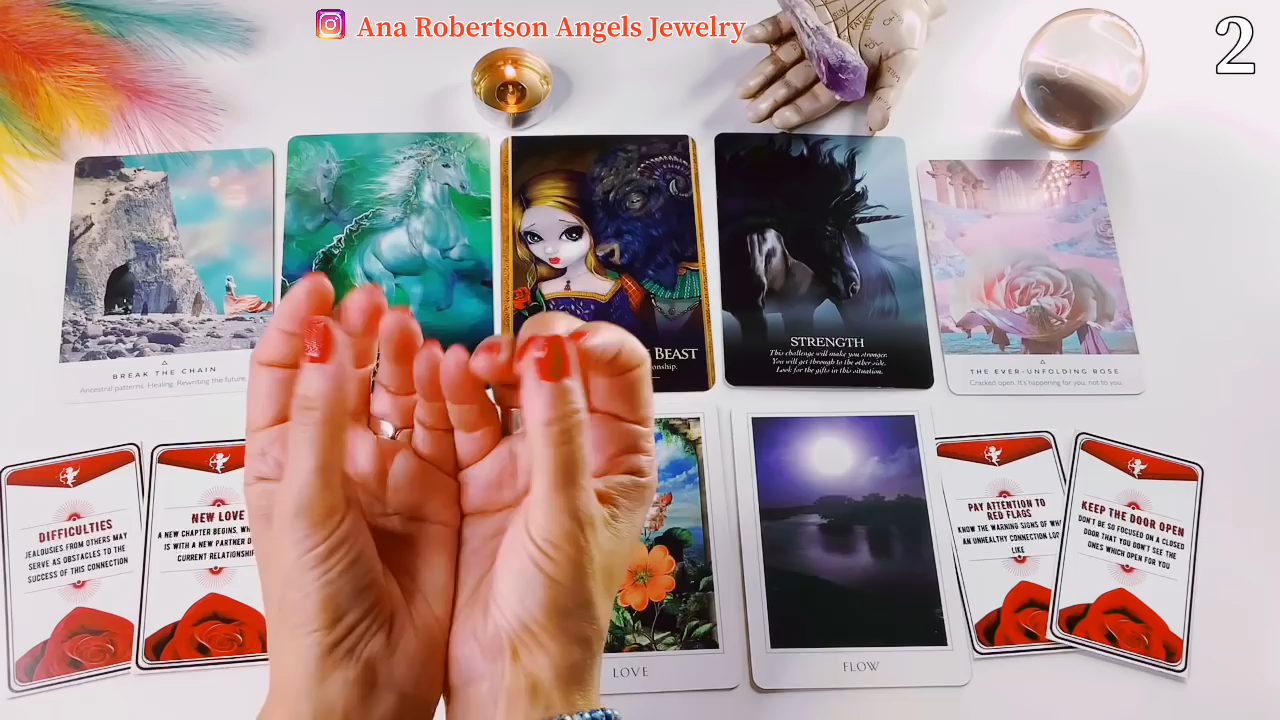 Ana Robertson Angels Jewelry
2
BREAK THE CHAIN
Ancestral patterns. Healing. Rewriting the future.
BEAST
STRENGTH
This challenge will make you stronger.
You will get through to the other side.
Look for the gifts in this situation.
THE EVER-UNFOLDING ROSE
Cracked open. It's happening for you, not to you.
DIFFICULTIES
JEALOUSIES FROM OTHERS MAY
SERVE AS OBSTACLES TO THE
SUCCESS OF THIS CONNECTION
NEW LOVE
A NEW CHAPTER BEGINS,
IS WITH A NEW PARTNER
CURRENT RELATIONSHIP
LOVE
FLOW
PAY ATTENTION TO
RED FLAGS
KNOW THE WARNING SIGNS OF
AN UNHEALTHY CONNECTION
LIKE
KEEP THE DOOR OPEN
DON'T BE SO FOCUSED ON A CLOSED
DOOR THAT YOU DON'T SEE THE
ONES WHICH OPEN FOR YOU